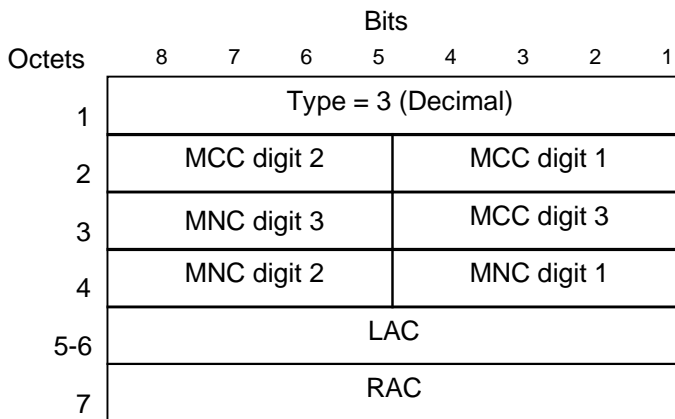 Bits
Octets 8 7 6 5 4 3 2 1
1 Type = 3 (Decimal)
2 MCC digit 2 MCC digit 1
3 MNC digit 3 MCC digit 3
4 MNC digit 2 MNC digit 1
5-6 LAC
7 RAC